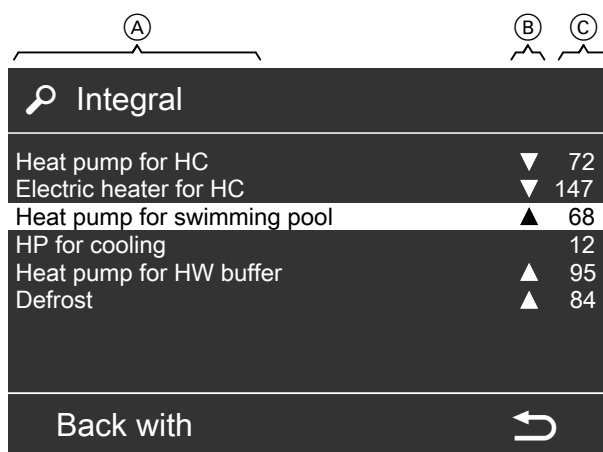 Ⓐ Ⓑ Ⓒ
Integral
Heat pump for HC ▼ 72
Electric heater for HC ▼ 147
Heat pump for swimming pool ▲ 68
HP for cooling 12
Heat pump for HW buffer ▲ 95
Defrost ▲ 84
Back with